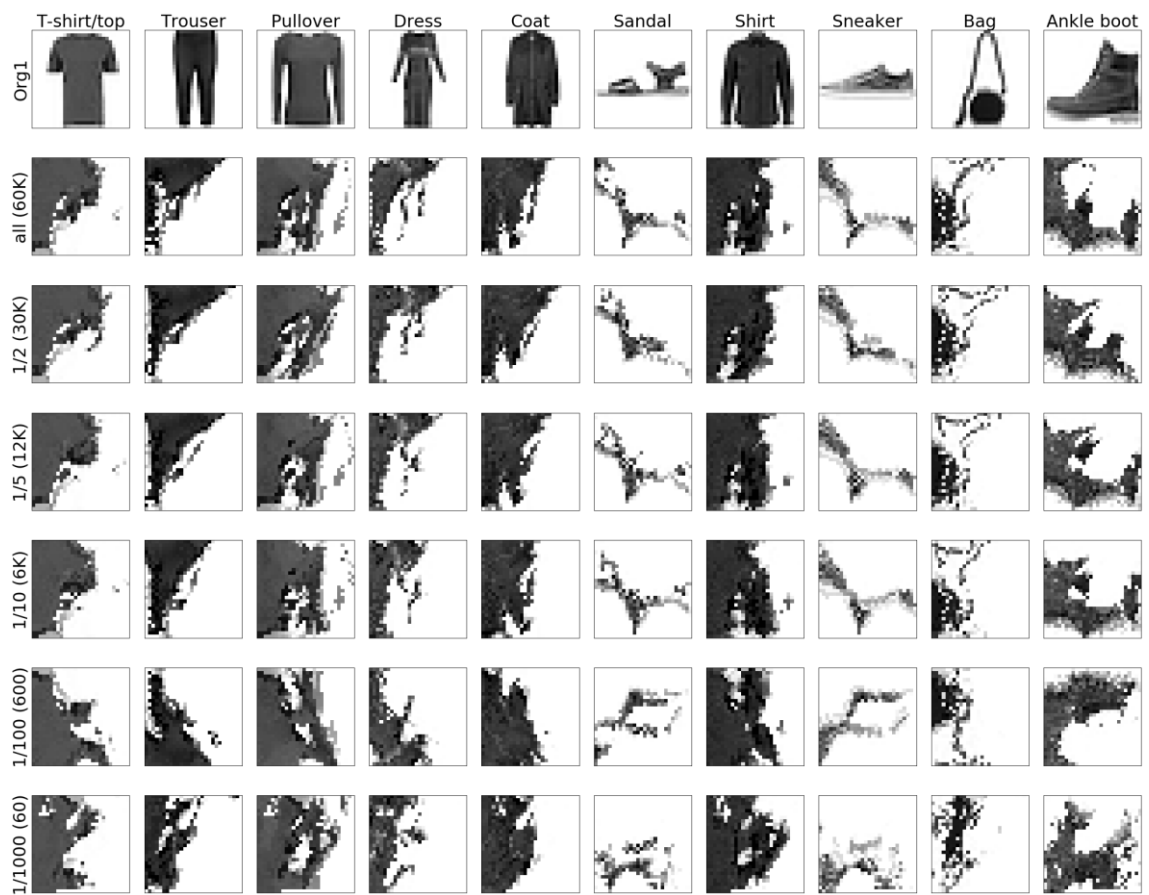 T-shirt/top Trouser Pullover Dress Coat Sandal Shirt Sneaker Bag Ankle boot
Org1
all (60K)
1/2 (30K)
1/5 (12K)
1/10 (6K)
1/100 (600)
1/1000 (60)